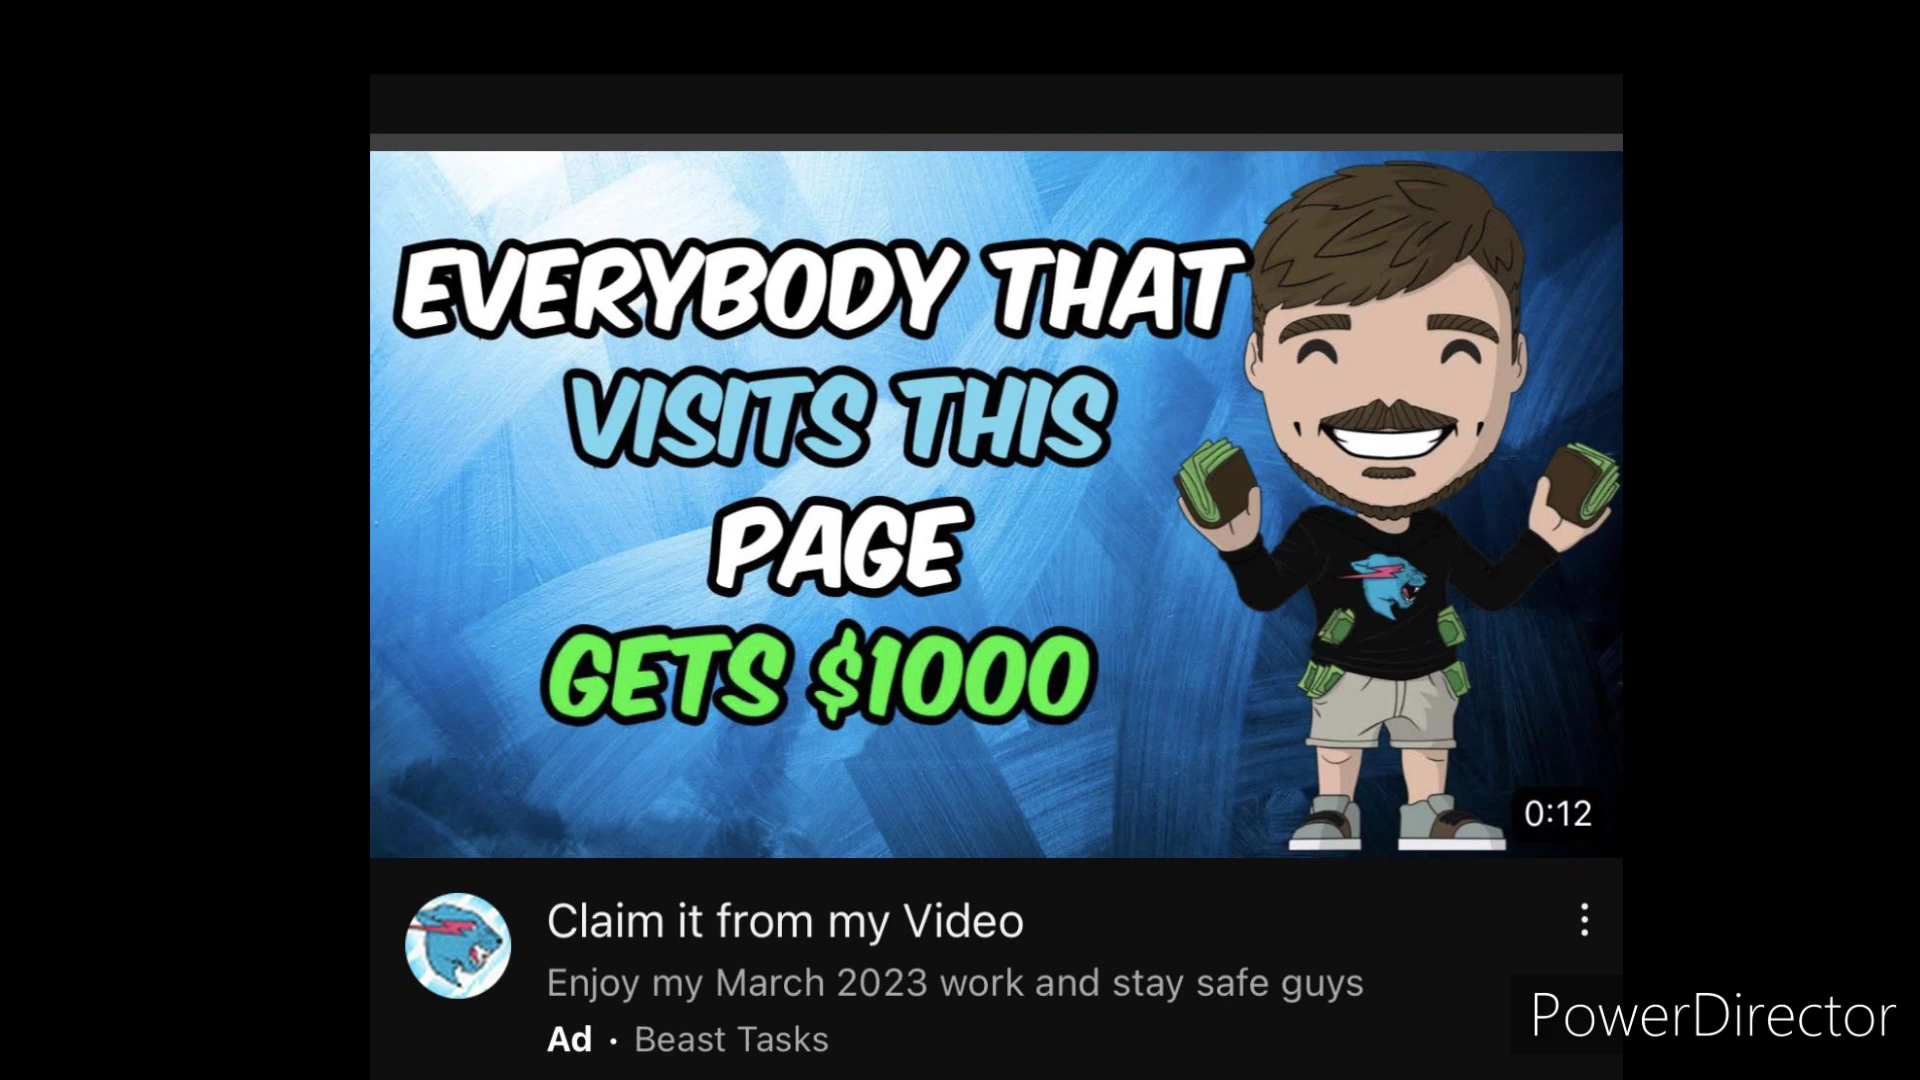 EVERYBODY THAT
VISITS THIS
PAGE
GETS $1000
0:12
Claim it from my Video
Enjoy my March 2023 work and stay safe guys
Ad · Beast Tasks
PowerDirector